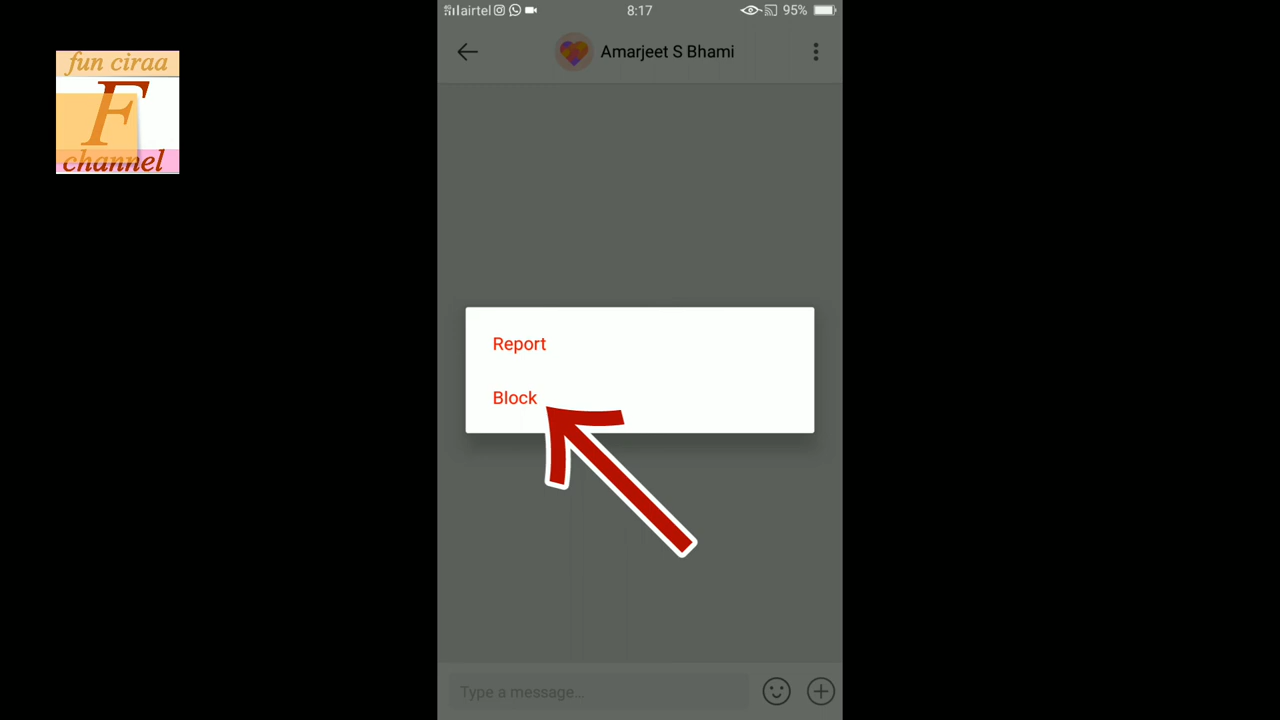 fun ciraa
F
channel
airtel
8:17
95%
Amarjeet S Bhami
Report
Block
Type a message...